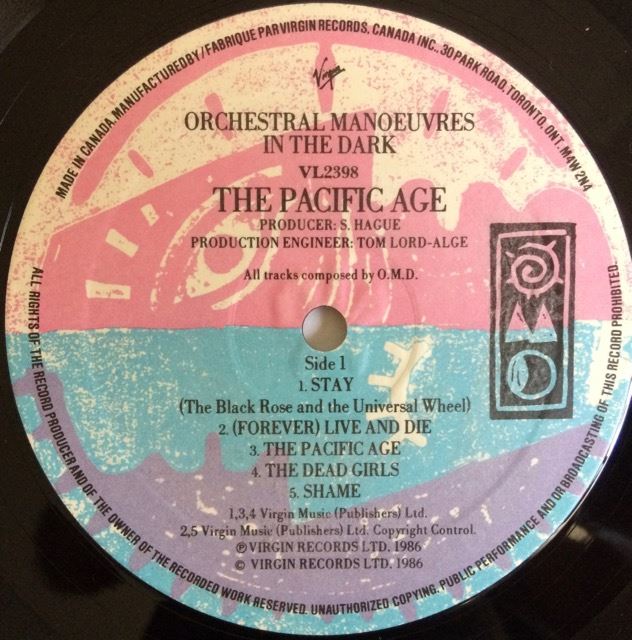 MADE IN CANADA. MANUFACTURED BY / FABRIQUE PAR VIRGIN RECORDS, CANADA INC., 30 PARK ROAD, TORONTO, ONT. M4W 2N4
Virgin
ORCHESTRAL MANOEUVRES
IN THE DARK
VL2398
THE PACIFIC AGE
PRODUCER: S. HAGUE
PRODUCTION ENGINEER: TOM LORD-ALGE
All tracks composed by O.M.D.
OMD
Side 1
1. STAY
(The Black Rose and the Universal Wheel)
2. (FOREVER) LIVE AND DIE
3. THE PACIFIC AGE
4. THE DEAD GIRLS
5. SHAME
1,3,4 Virgin Music (Publishers) Ltd.
2,5 Virgin Music (Publishers) Ltd. Copyright Control.
℗ VIRGIN RECORDS LTD. 1986
© VIRGIN RECORDS LTD. 1986
ALL RIGHTS OF THE RECORD PRODUCER AND OF THE OWNER OF THE RECORDED WORK RESERVED. UNAUTHORIZED COPYING, PUBLIC PERFORMANCE AND OR BROADCASTING OF THIS RECORD PROHIBITED.